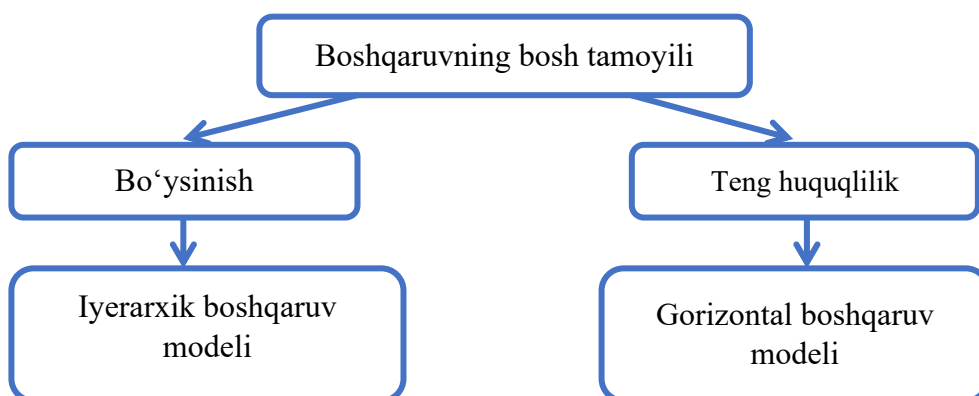 Boshqaruvning bosh tamoyili
Bo‘ysinish
Teng huquqlilik
Iyerarxik boshqaruv
modeli
Gorizontal boshqaruv
modeli